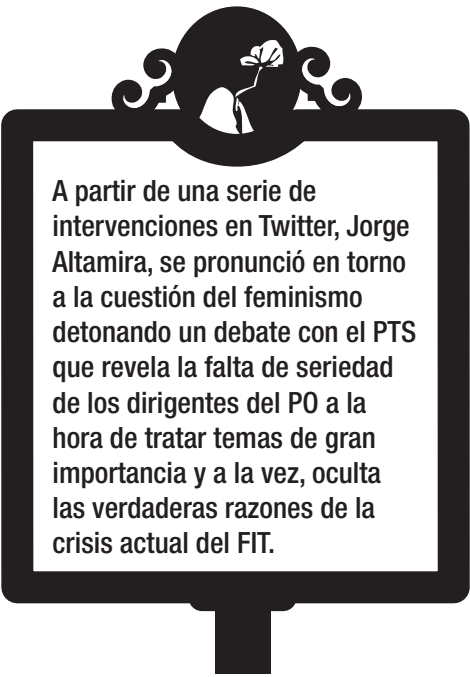 A partir de una serie de
intervenciones en Twitter, Jorge
Altamira, se pronunció en torno
a la cuestión del feminismo
detonando un debate con el PTS
que revela la falta de seriedad
de los dirigentes del PO a la
hora de tratar temas de gran
importancia y a la vez, oculta
las verdaderas razones de la
crisis actual del FIT.